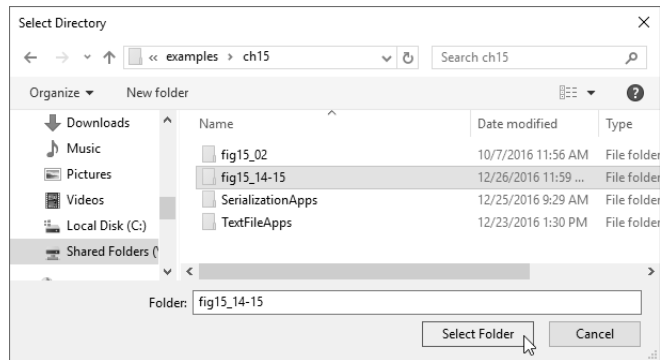 Select Directory
« examples > ch15
Search ch15
Organize
New folder
Downloads
Music
Pictures
Videos
Local Disk (C:)
Shared Folders (\
Name Date modified Type
fig15_02 10/7/2016 11:56 AM File folder
fig15_14-15 12/26/2016 11:59 ... File folder
SerializationApps 12/25/2016 9:29 AM File folder
TextFileApps 12/23/2016 1:30 PM File folder
Folder: fig15_14-15
Select Folder Cancel